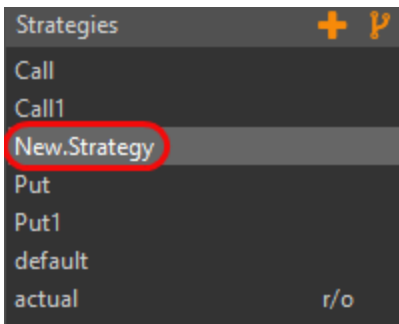 Strategies
Call
Call1
New.Strategy
Put
Put1
default
actual r/o